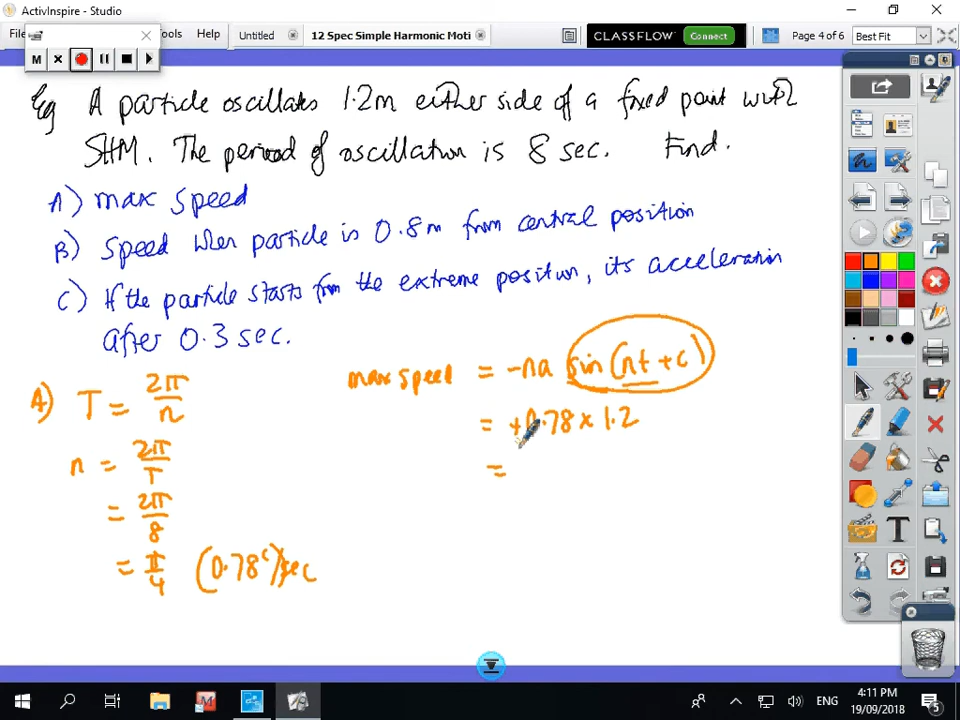 ActivInspire - Studio
File
Tools
Help
Untitled
12 Spec Simple Harmonic Moti
CLASSFLOW
Connect
Page 4 of 6
Best Fit
M
Eg A particle oscillates 1.2m either side of a fixed point with
SHM. The period of oscillation is 8 sec. Find.
A) max speed
B) Speed when particle is 0.8m from central position
C) If the particle starts from the extreme position, its acceleration
after 0.3 sec.
A) T = 2π/n
n = 2π/T
= 2π/8
= π/4 (0.78ᶜ)/sec
max speed = -na sin(nt + c)
= +0.78 × 1.2
=
T
ENG
4:11 PM
19/09/2018
5